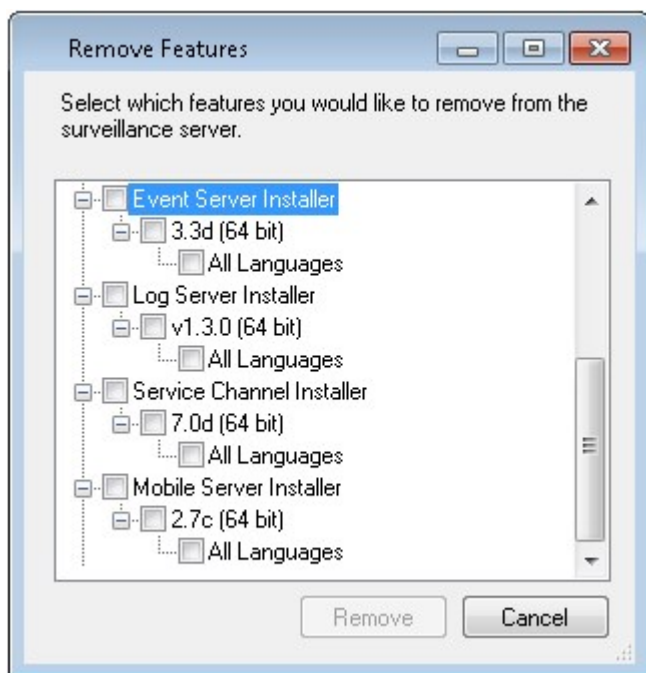 Remove Features
Select which features you would like to remove from the
surveillance server.
Event Server Installer
3.3d (64 bit)
All Languages
Log Server Installer
v1.3.0 (64 bit)
All Languages
Service Channel Installer
7.0d (64 bit)
All Languages
Mobile Server Installer
2.7c (64 bit)
All Languages
Remove Cancel